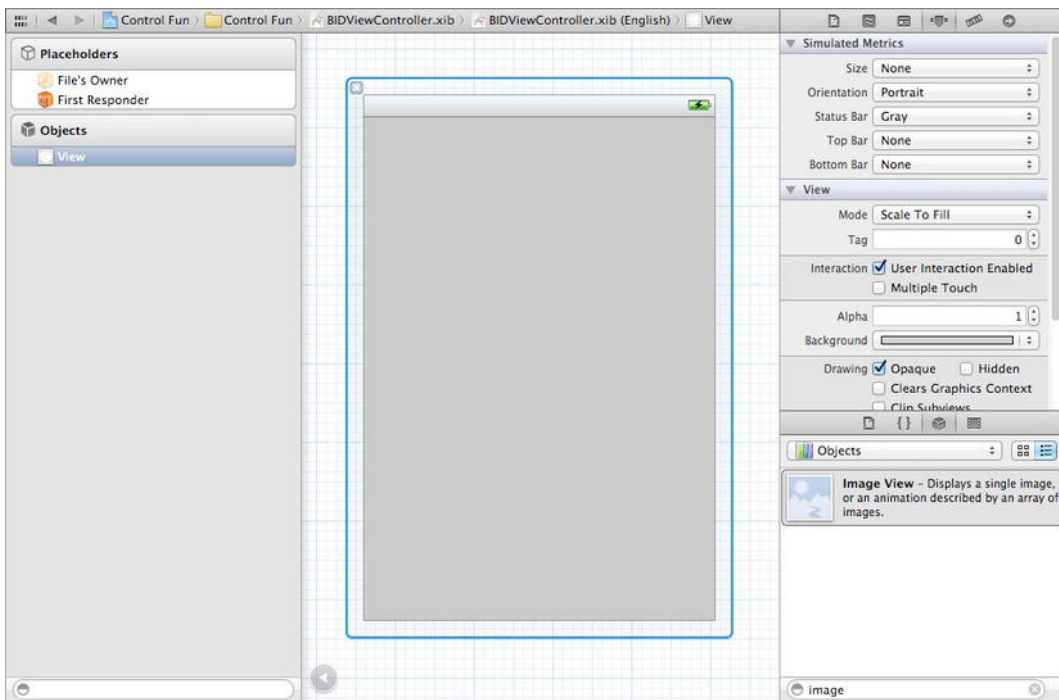 Control Fun
Control Fun
BIDViewController.xib
BIDViewController.xib (English)
View
Placeholders
File's Owner
First Responder
Objects
View
Simulated Metrics
Size None
Orientation Portrait
Status Bar Gray
Top Bar None
Bottom Bar None
View
Mode Scale To Fill
Tag 0
Interaction User Interaction Enabled
Multiple Touch
Alpha 1
Background
Drawing Opaque Hidden
Clears Graphics Context
Clip Subviews
{}
Objects
Image View – Displays a single image,
or an animation described by an array of
images.
image